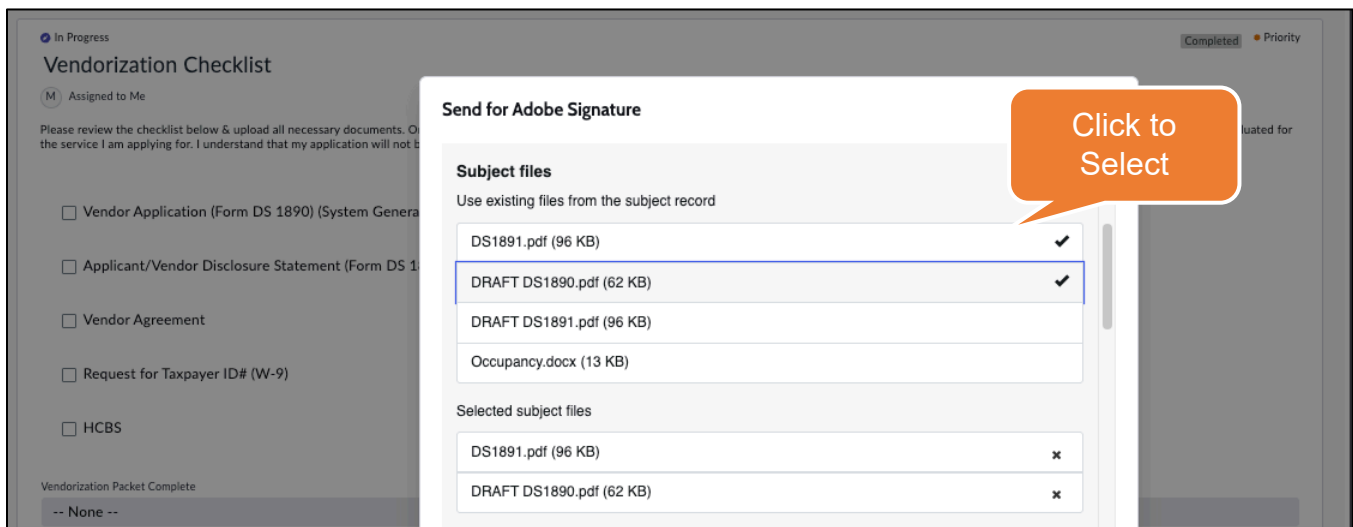 In Progress
Completed
Priority
Vendorization Checklist
M
Assigned to Me
Please review the checklist below & upload all necessary documents.
luated for
the service I am applying for. I understand that my application will not
Vendor Application (Form DS 1890) (System Genera
Applicant/Vendor Disclosure Statement (Form DS 1
Vendor Agreement
Request for Taxpayer ID# (W-9)
HCBS
Vendorization Packet Complete
-- None --
Send for Adobe Signature
Click to
Select
Subject files
Use existing files from the subject record
DS1891.pdf (96 KB)
DRAFT DS1890.pdf (62 KB)
DRAFT DS1891.pdf (96 KB)
Occupancy.docx (13 KB)
Selected subject files
DS1891.pdf (96 KB)
DRAFT DS1890.pdf (62 KB)